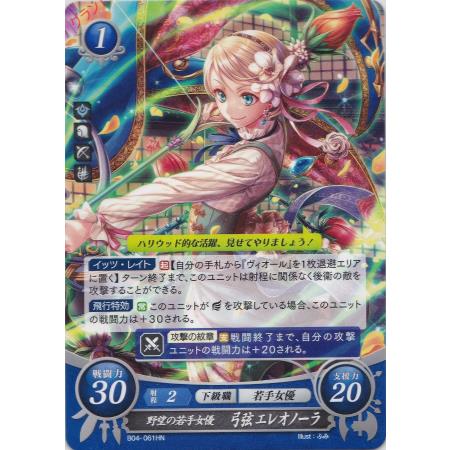 1
ハリウッド的な活躍、見せてやりましょう！
イッツ・レイト 起【自分の手札から『ヴィオール』を1枚退避エリア
に置く】ターン終了まで、このユニットは射程に関係なく後衛の敵を
攻撃することができる。
飛行特効 常 このユニットが を攻撃している場合、このユニット
の戦闘力は＋30される。
攻撃の紋章 支 戦闘終了まで、自分の攻撃
ユニットの戦闘力は＋20される。
戦闘力
30
射程 2
下級職
若手女優
支援力
20
野望の若手女優 弓弦エレオノーラ
B04-061HN
Illust：ふみ